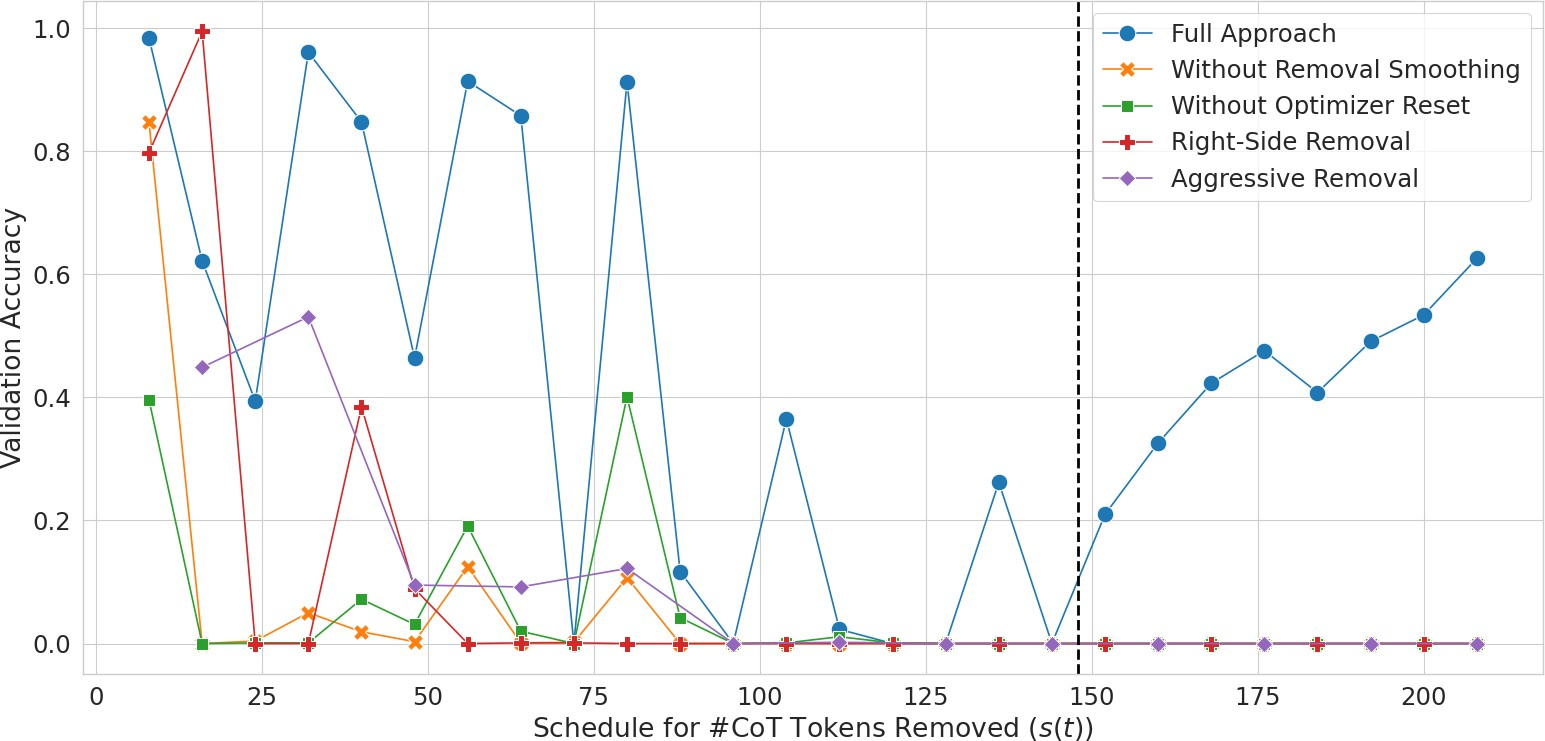 Validation Accuracy
1.0
0.8
0.6
0.4
0.2
0.0
Full Approach
Without Removal Smoothing
Without Optimizer Reset
Right-Side Removal
Aggressive Removal
0 25 50 75 100 125 150 175 200
Schedule for #CoT Tokens Removed (s(t))